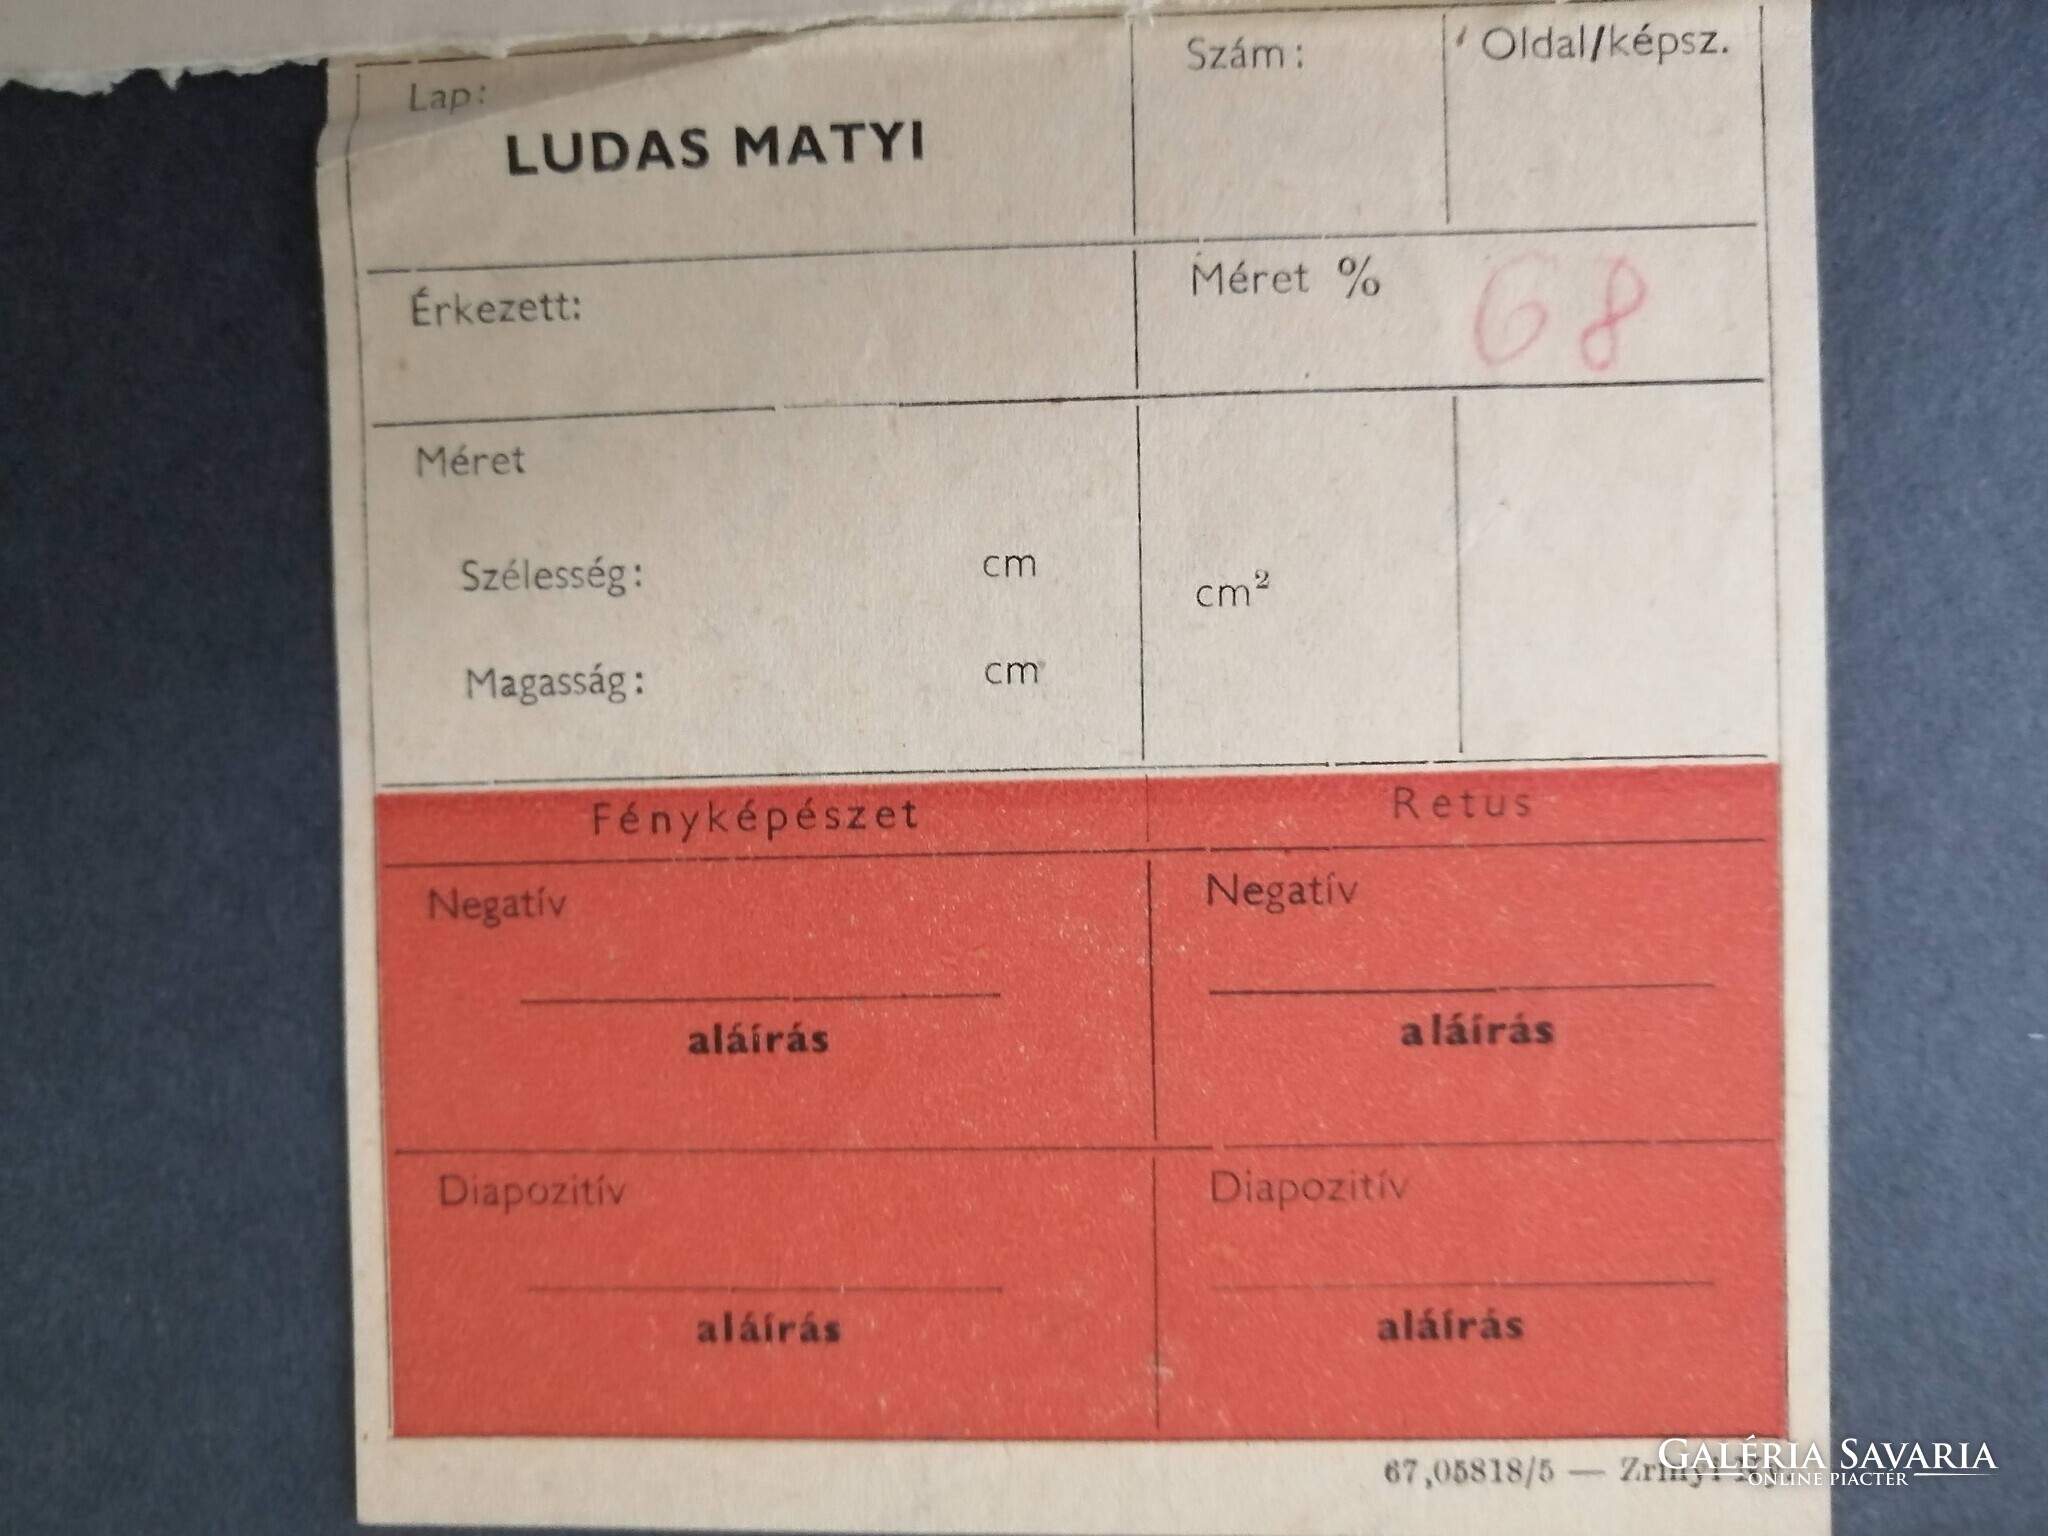 Lap: Szám: Oldal/képsz.
LUDAS MATYI
Érkezett: Méret % 68
Méret
Szélesség: cm cm²
Magasság: cm
Fényképészet Retus
Negatív Negatív
aláírás aláírás
Diapozitív Diapozitív
aláírás aláírás
67,05818/5 — Zrínyi
GALÉRIA SAVARIA
ONLINE PIACTÉR